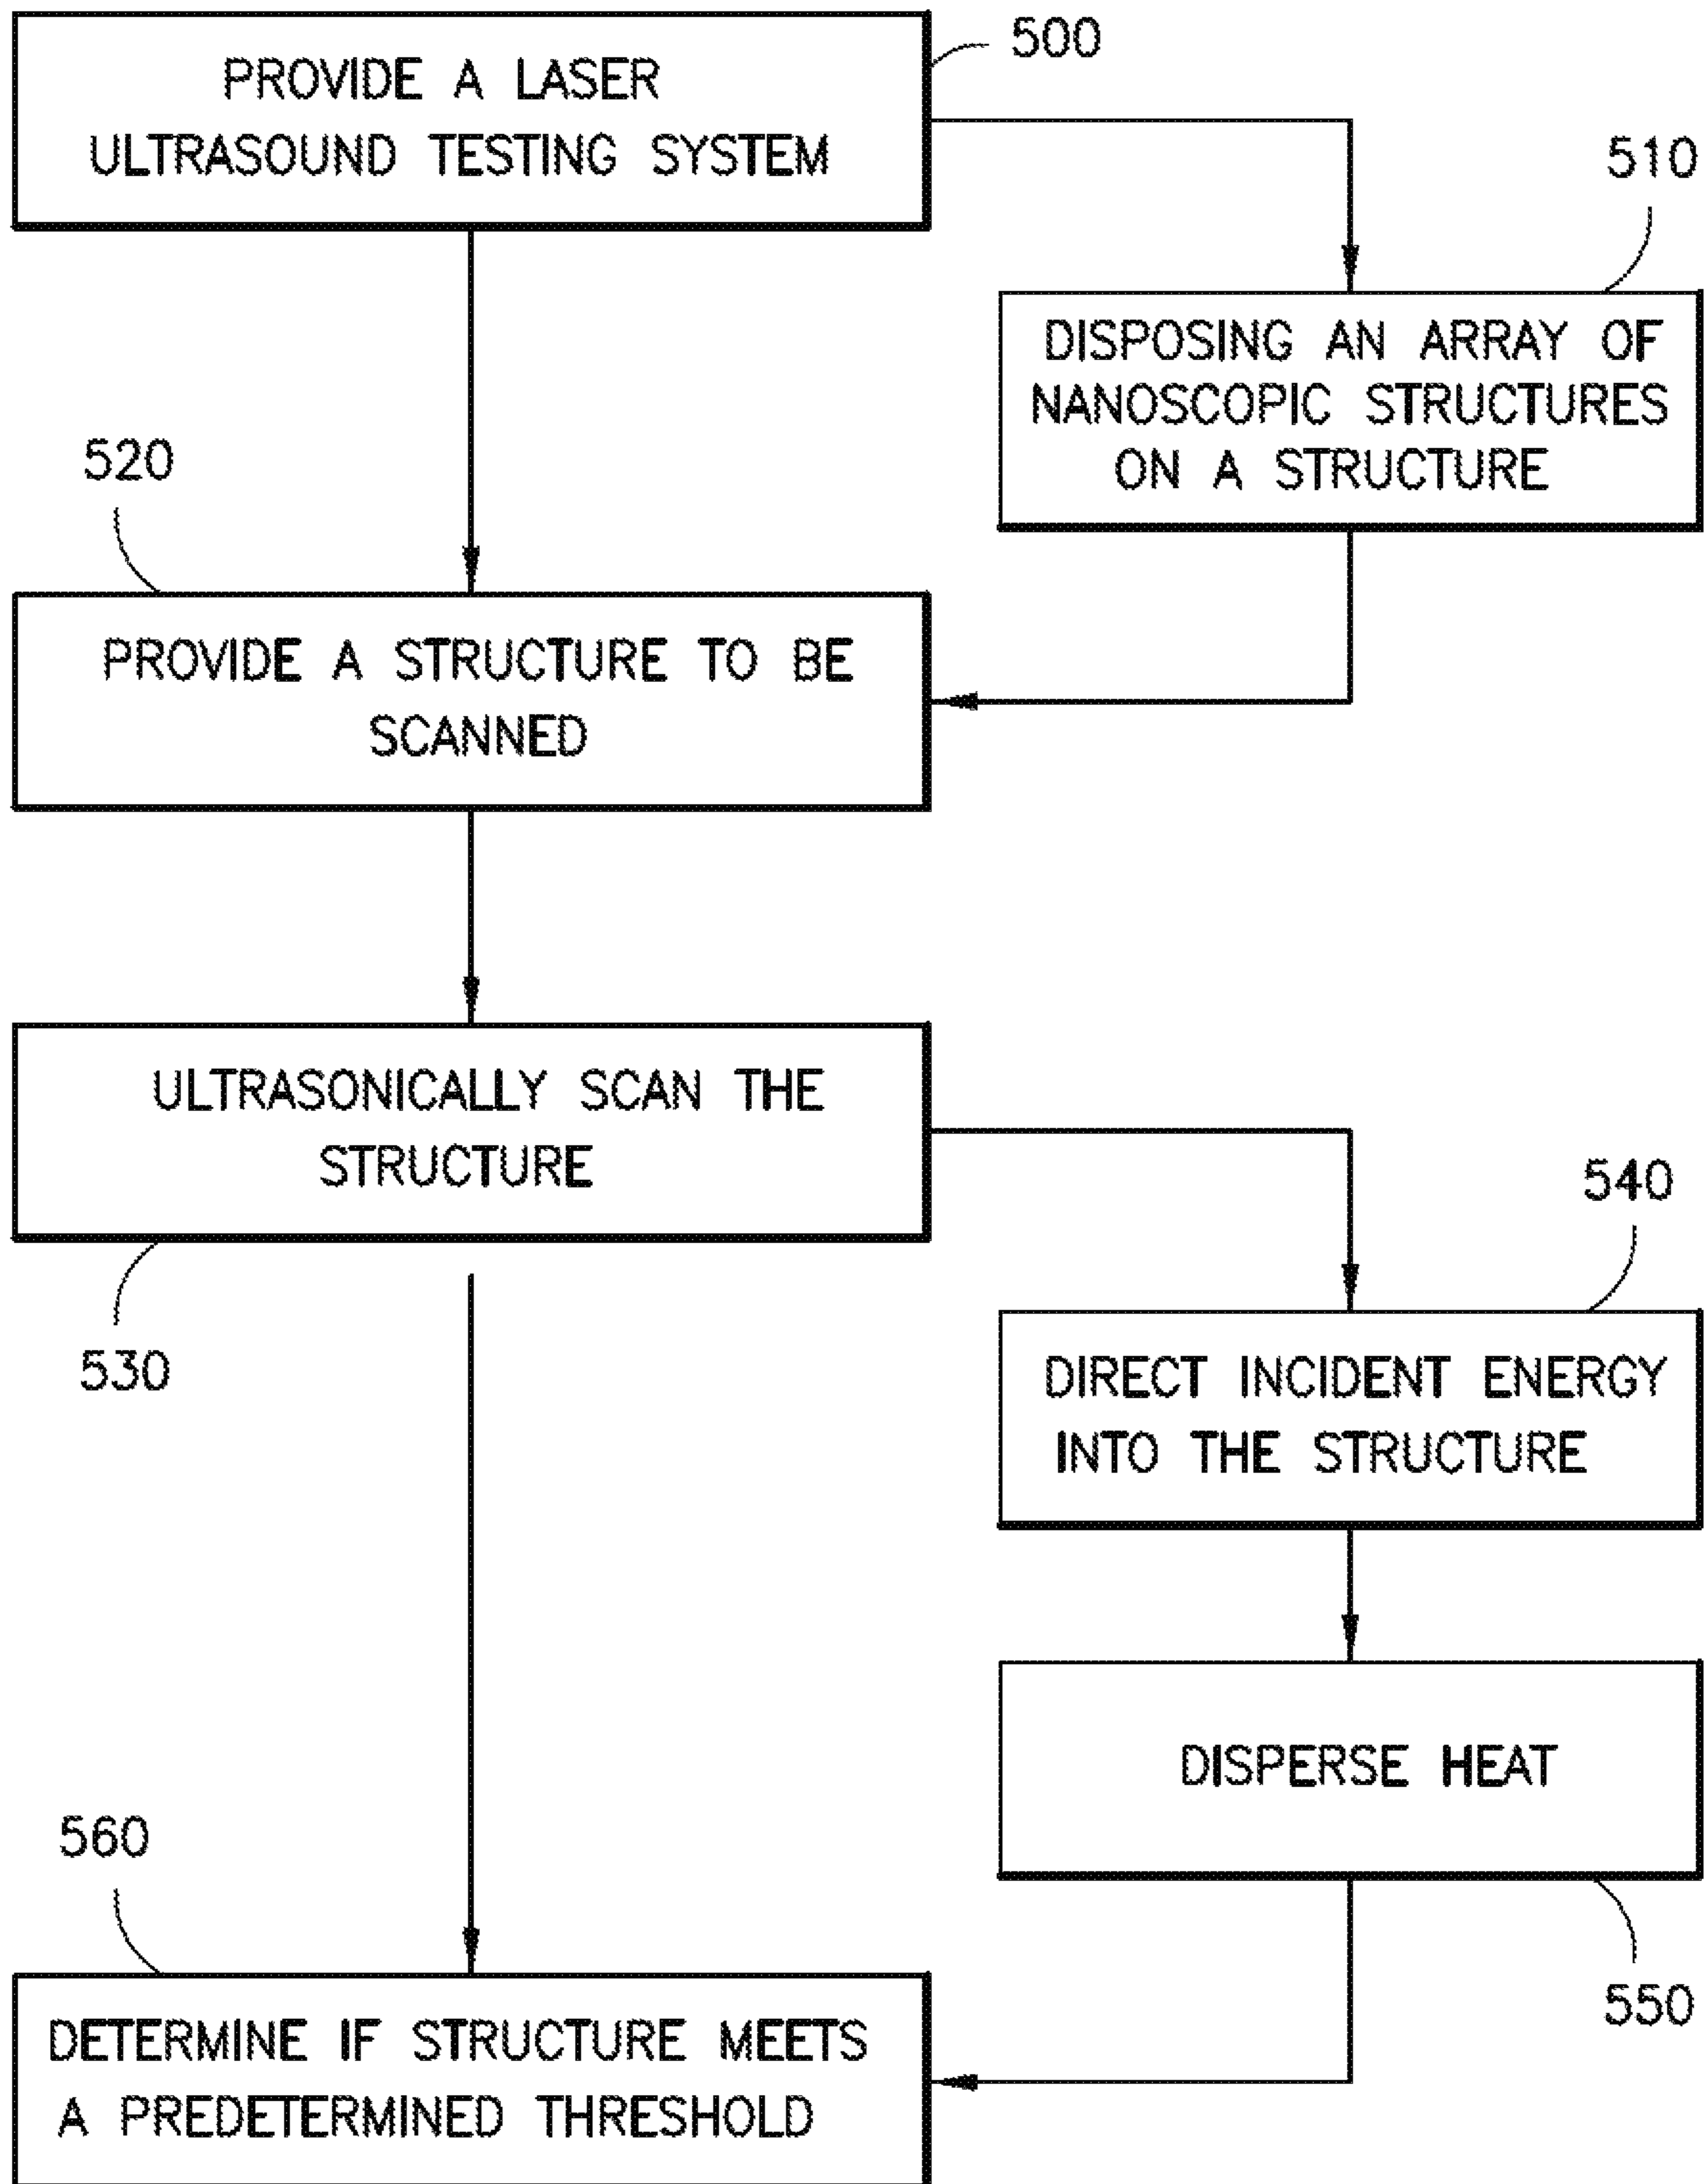 PROVIDE A LASER
ULTRASOUND TESTING SYSTEM
500
510
DISPOSING AN ARRAY OF
NANOSCOPIC STRUCTURES
ON A STRUCTURE
520
PROVIDE A STRUCTURE TO BE
SCANNED
ULTRASONICALLY SCAN THE
STRUCTURE
530
540
DIRECT INCIDENT ENERGY
INTO THE STRUCTURE
DISPERSE HEAT
550
560
DETERMINE IF STRUCTURE MEETS
A PREDETERMINED THRESHOLD